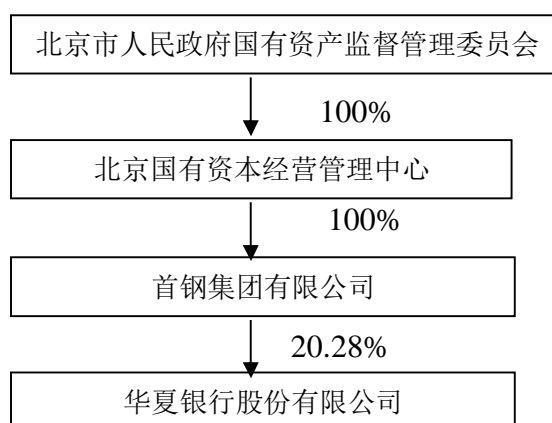 北京市人民政府国有资产监督管理委员会
100%
北京国有资本经营管理中心
100%
首钢集团有限公司
20.28%
华夏银行股份有限公司